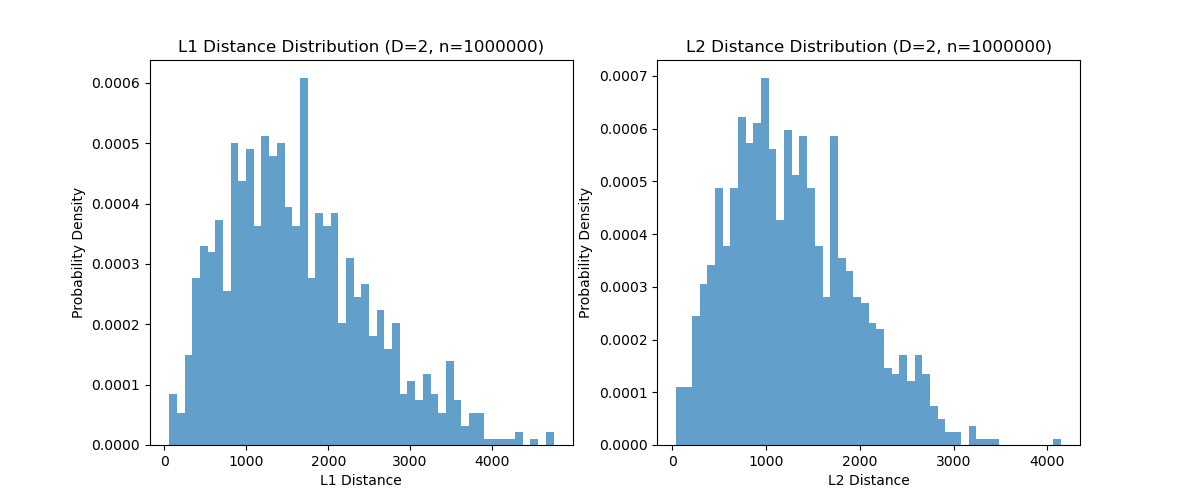 L1 Distance Distribution (D=2, n=1000000)
Probability Density
0.0006
0.0005
0.0004
0.0003
0.0002
0.0001
0.0000
0 1000 2000 3000 4000
L1 Distance
L2 Distance Distribution (D=2, n=1000000)
Probability Density
0.0007
0.0006
0.0005
0.0004
0.0003
0.0002
0.0001
0.0000
0 1000 2000 3000 4000
L2 Distance